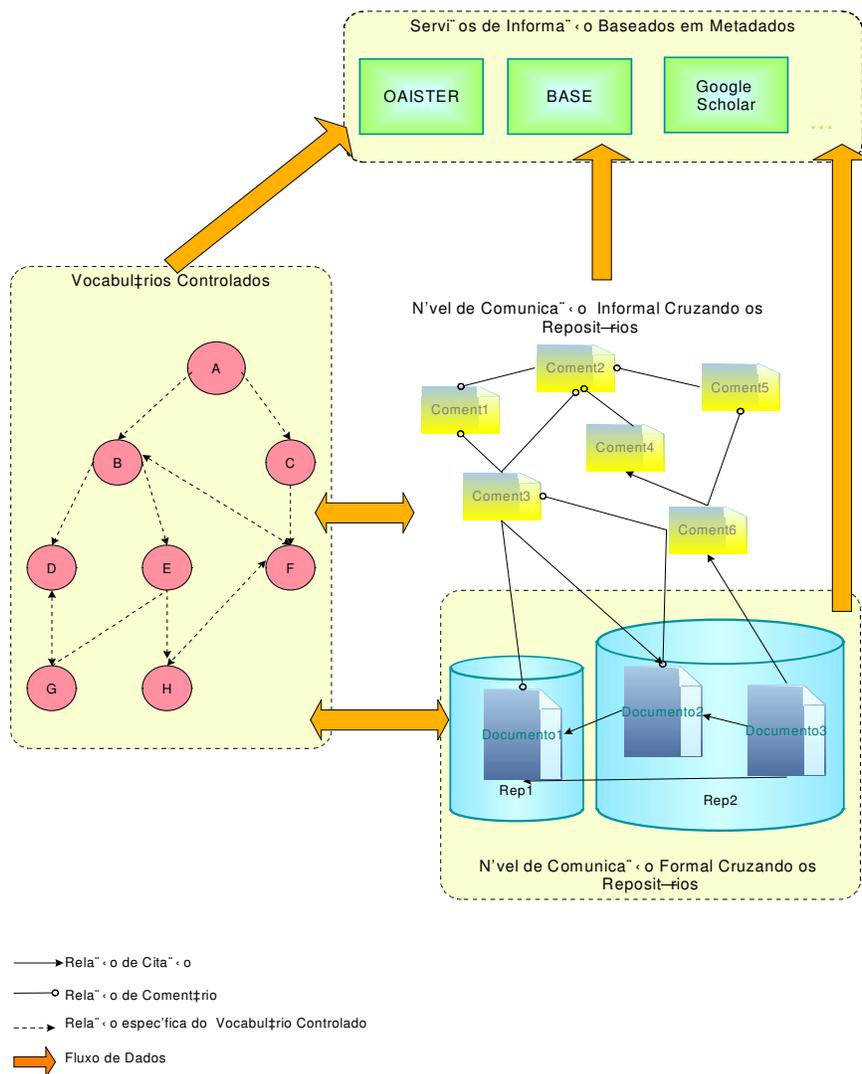 Servi¨‹os de Informa¨‹o Baseados em Metadados
OAISTER
BASE
Google
Scholar
...
Vocabul‡rios Controlados
A
B
C
D
E
F
G
H
N’vel de Comunica¨‹o Informal Cruzando os
Reposit—rios
Coment2
Coment5
Coment1
Coment4
Coment3
Coment6
Documento1
Documento2
Documento3
Rep1
Rep2
N’vel de Comunica¨‹o Formal Cruzando os
Reposit—rios
Rela¨‹o de Cita¨‹o
Rela¨‹o de Coment‡rio
Rela¨‹o espec’fica do Vocabul‡rio Controlado
Fluxo de Dados